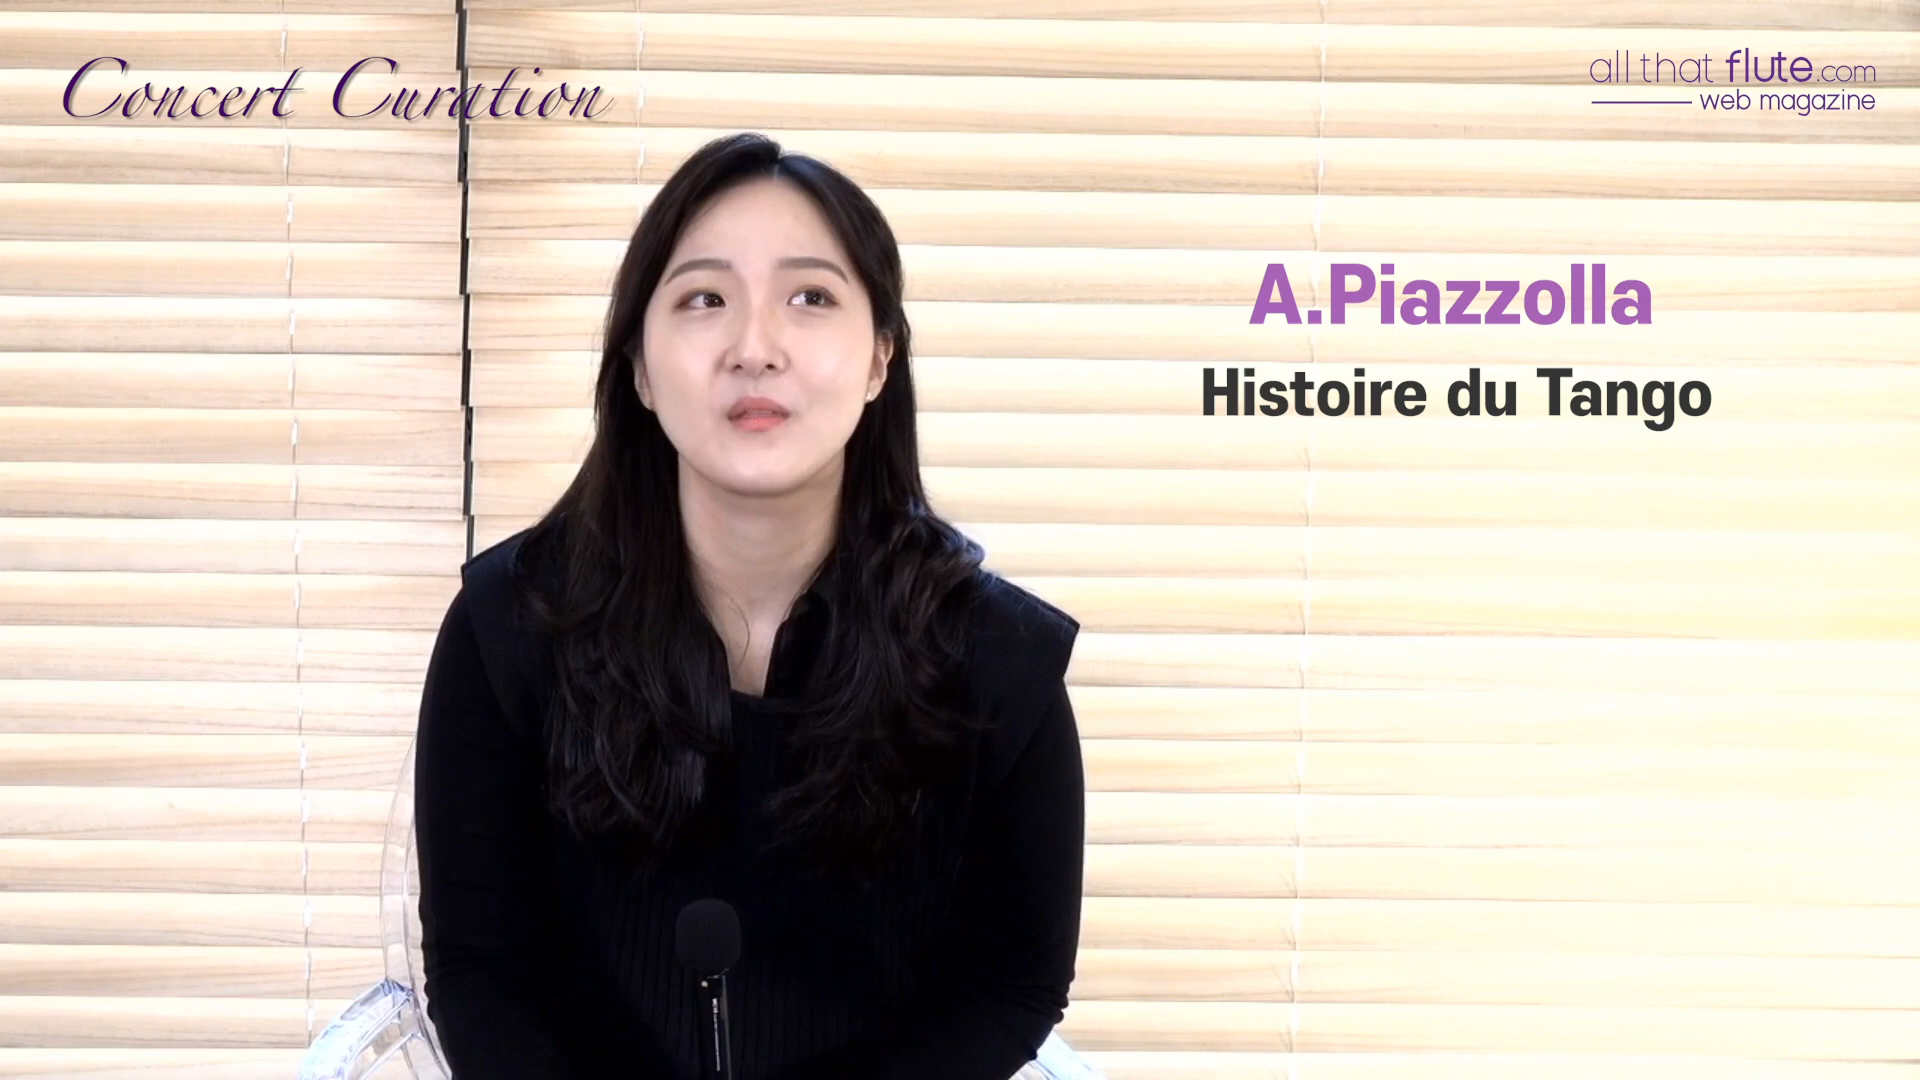 Concert Curation
all that flute.com
web magazine
A.Piazzolla
Histoire du Tango